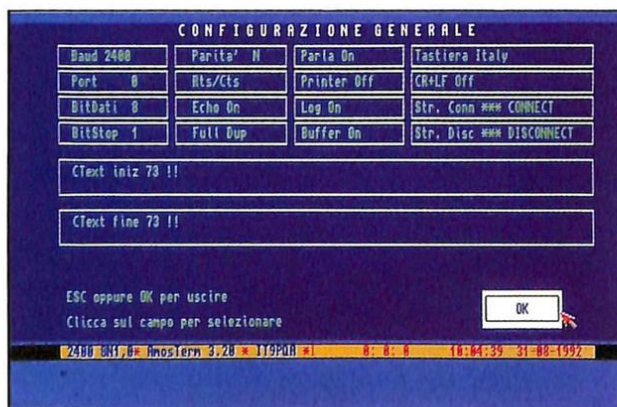 CONFIGURAZIONE GENERALE
Baud 2400 Parita' N Parla On Tastiera Italy
Port 0 Rts/Cts Printer Off CR+LF Off
BitDati 8 Echo On Log On Str. Conn *** CONNECT
BitStop 1 Full Dup Buffer On Str. Disc *** DISCONNECT
CText iniz 73 !!
CText fine 73 !!
ESC oppure OK per uscire
OK
Clicca sul campo per selezionare
2400 8N1,0* AmosTerm 3.20 * IT9PQA * 0: 0: 0 10:04:39 31-08-1992